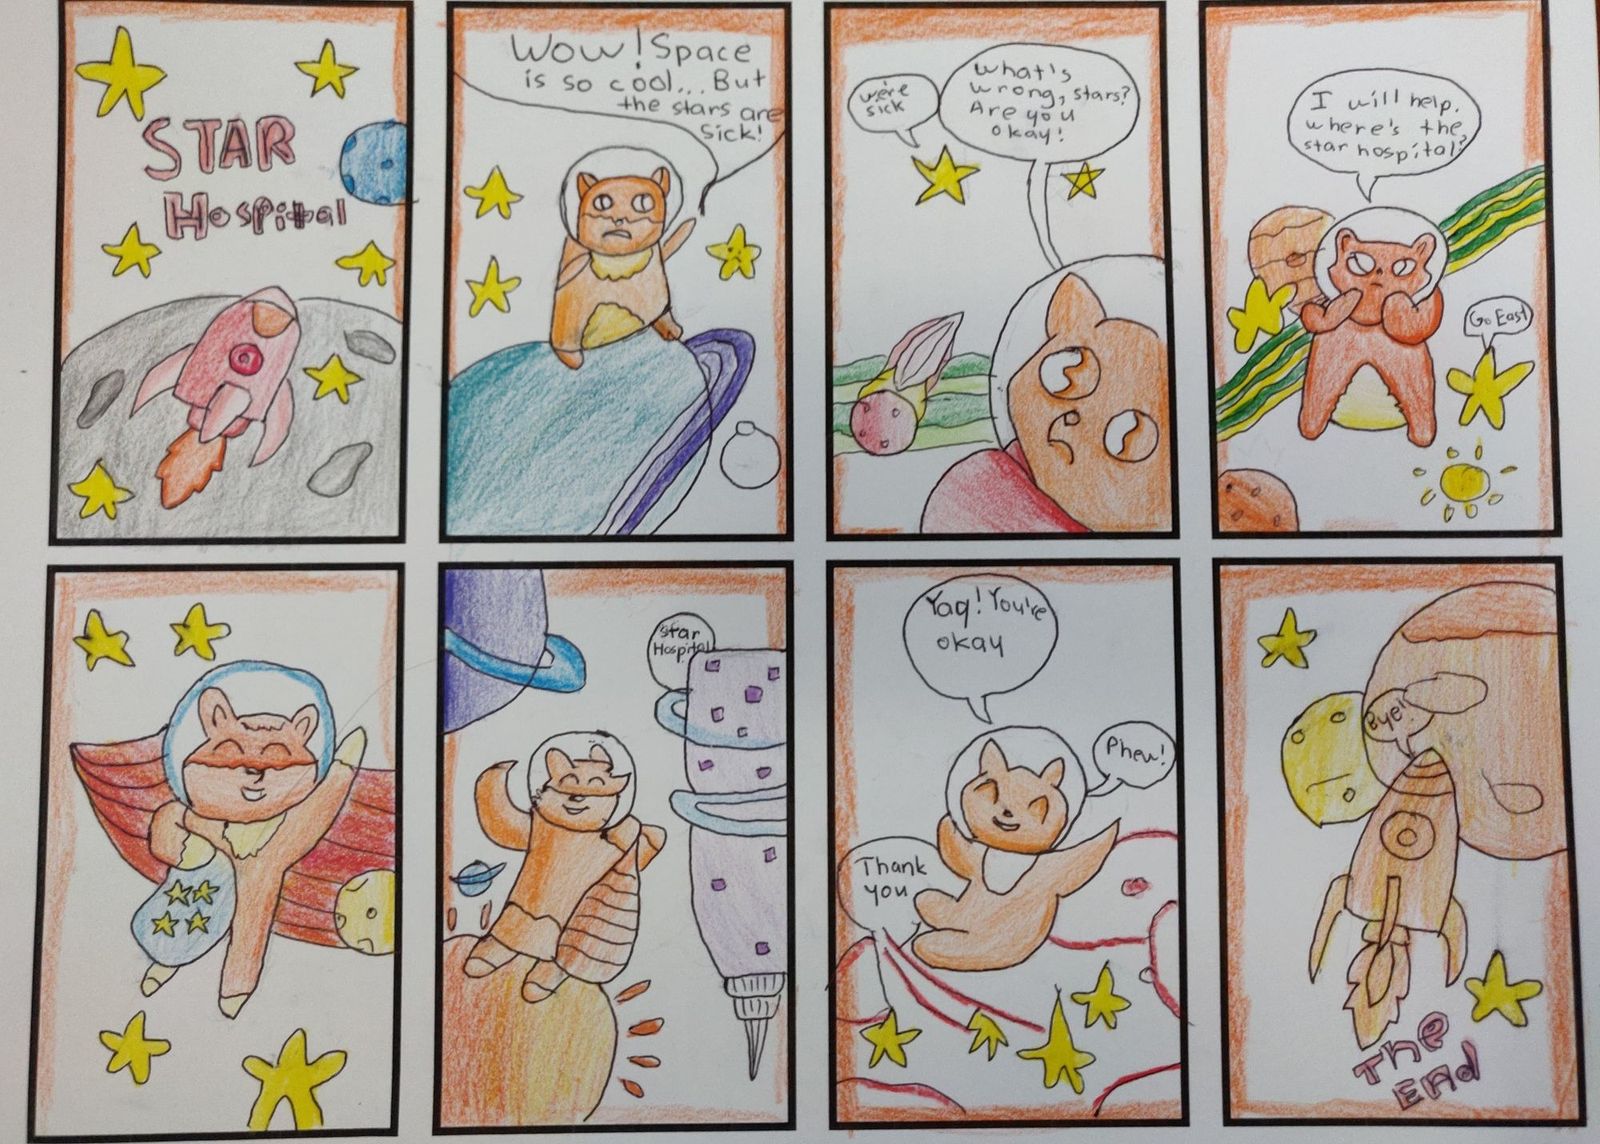 STAR
Hospital
Wow! Space
is so cool... But
the stars are
sick!
we're
sick
What's
wrong, stars?
Are you
okay!
I will help.
where's the
star hospital?
Go East
star
Hospital
Yay! You're
okay
Phew!
Thank
you
Bye!
The
End